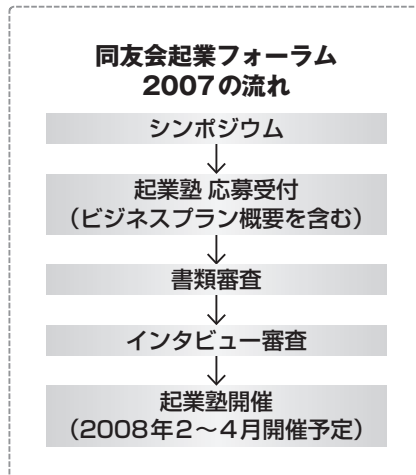 同友会起業フォーラム
2007の流れ
シンポジウム
起業塾 応募受付
（ビジネスプラン概要を含む）
書類審査
インタビュー審査
起業塾開催
（2008年2〜4月開催予定）